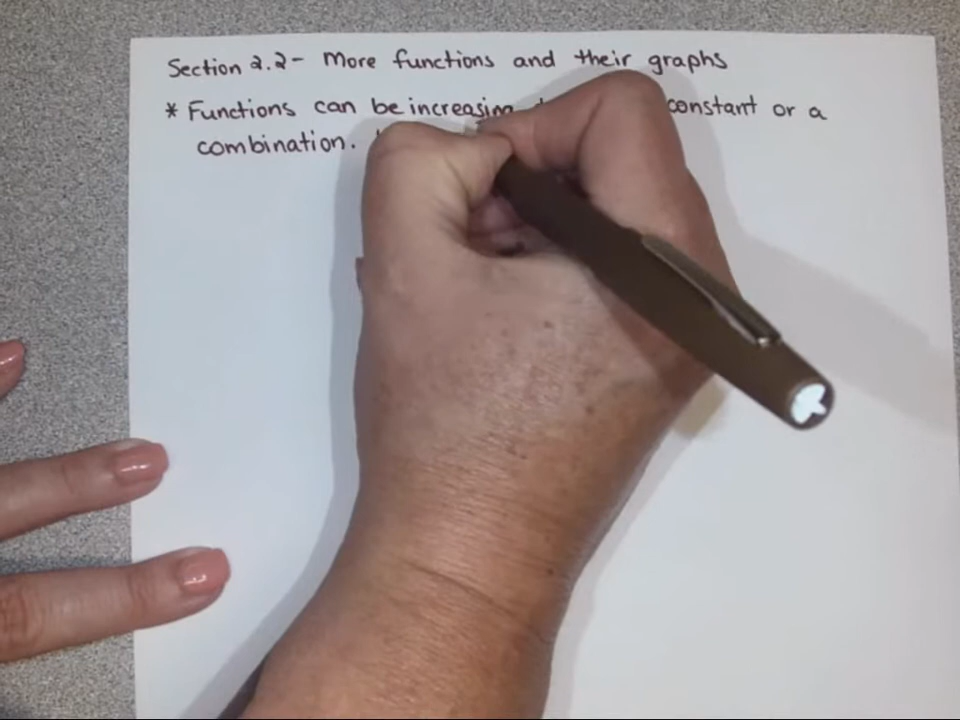 Section 2.2- More functions and their graphs
* Functions can be increasing constant or a
combination.